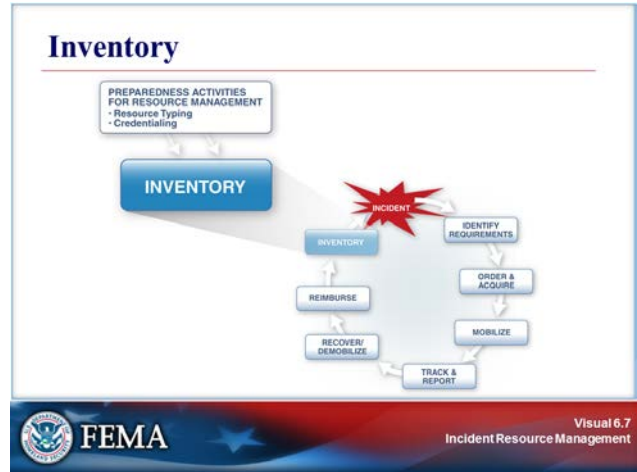 Inventory
PREPAREDNESS ACTIVITIES
FOR RESOURCE MANAGEMENT
• Resource Typing
• Credentialing
INVENTORY
INCIDENT
IDENTIFY
REQUIREMENTS
ORDER &
ACQUIRE
MOBILIZE
TRACK &
REPORT
RECOVER/
DEMOBILIZE
REIMBURSE
INVENTORY
FEMA
Visual 6.7
Incident Resource Management